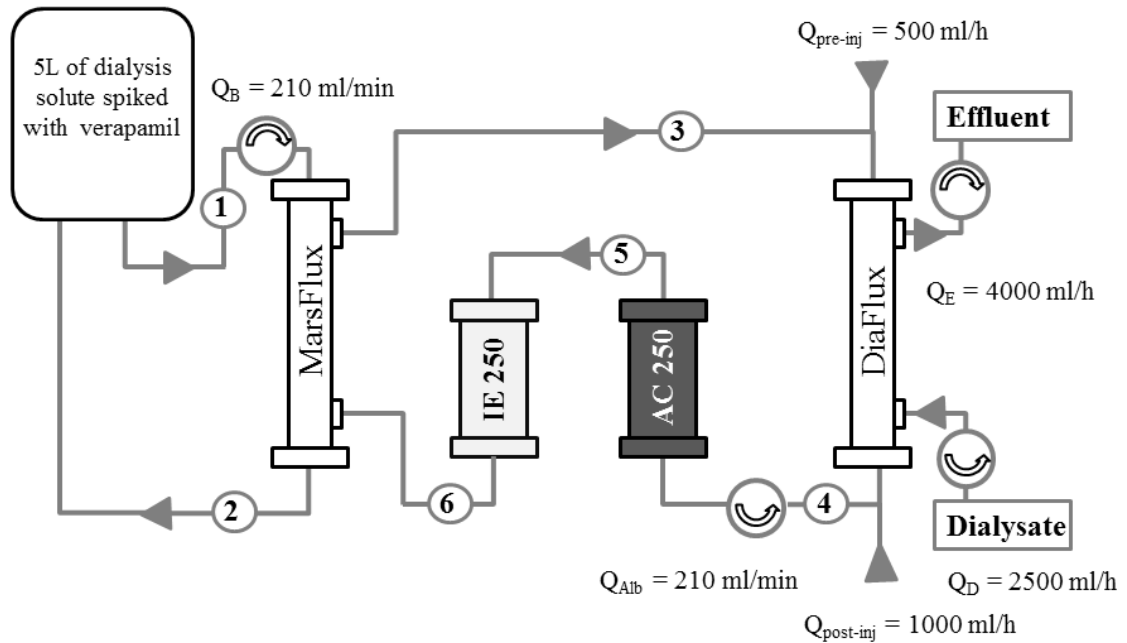 5L of dialysis
solute spiked
with verapamil
Q_B = 210 ml/min
1
2
MarsFlux
3
Q_pre-inj = 500 ml/h
Effluent
Q_E = 4000 ml/h
DiaFlux
5
IE 250
AC 250
6
4
Q_Alb = 210 ml/min
Dialysate
Q_D = 2500 ml/h
Q_post-inj = 1000 ml/h